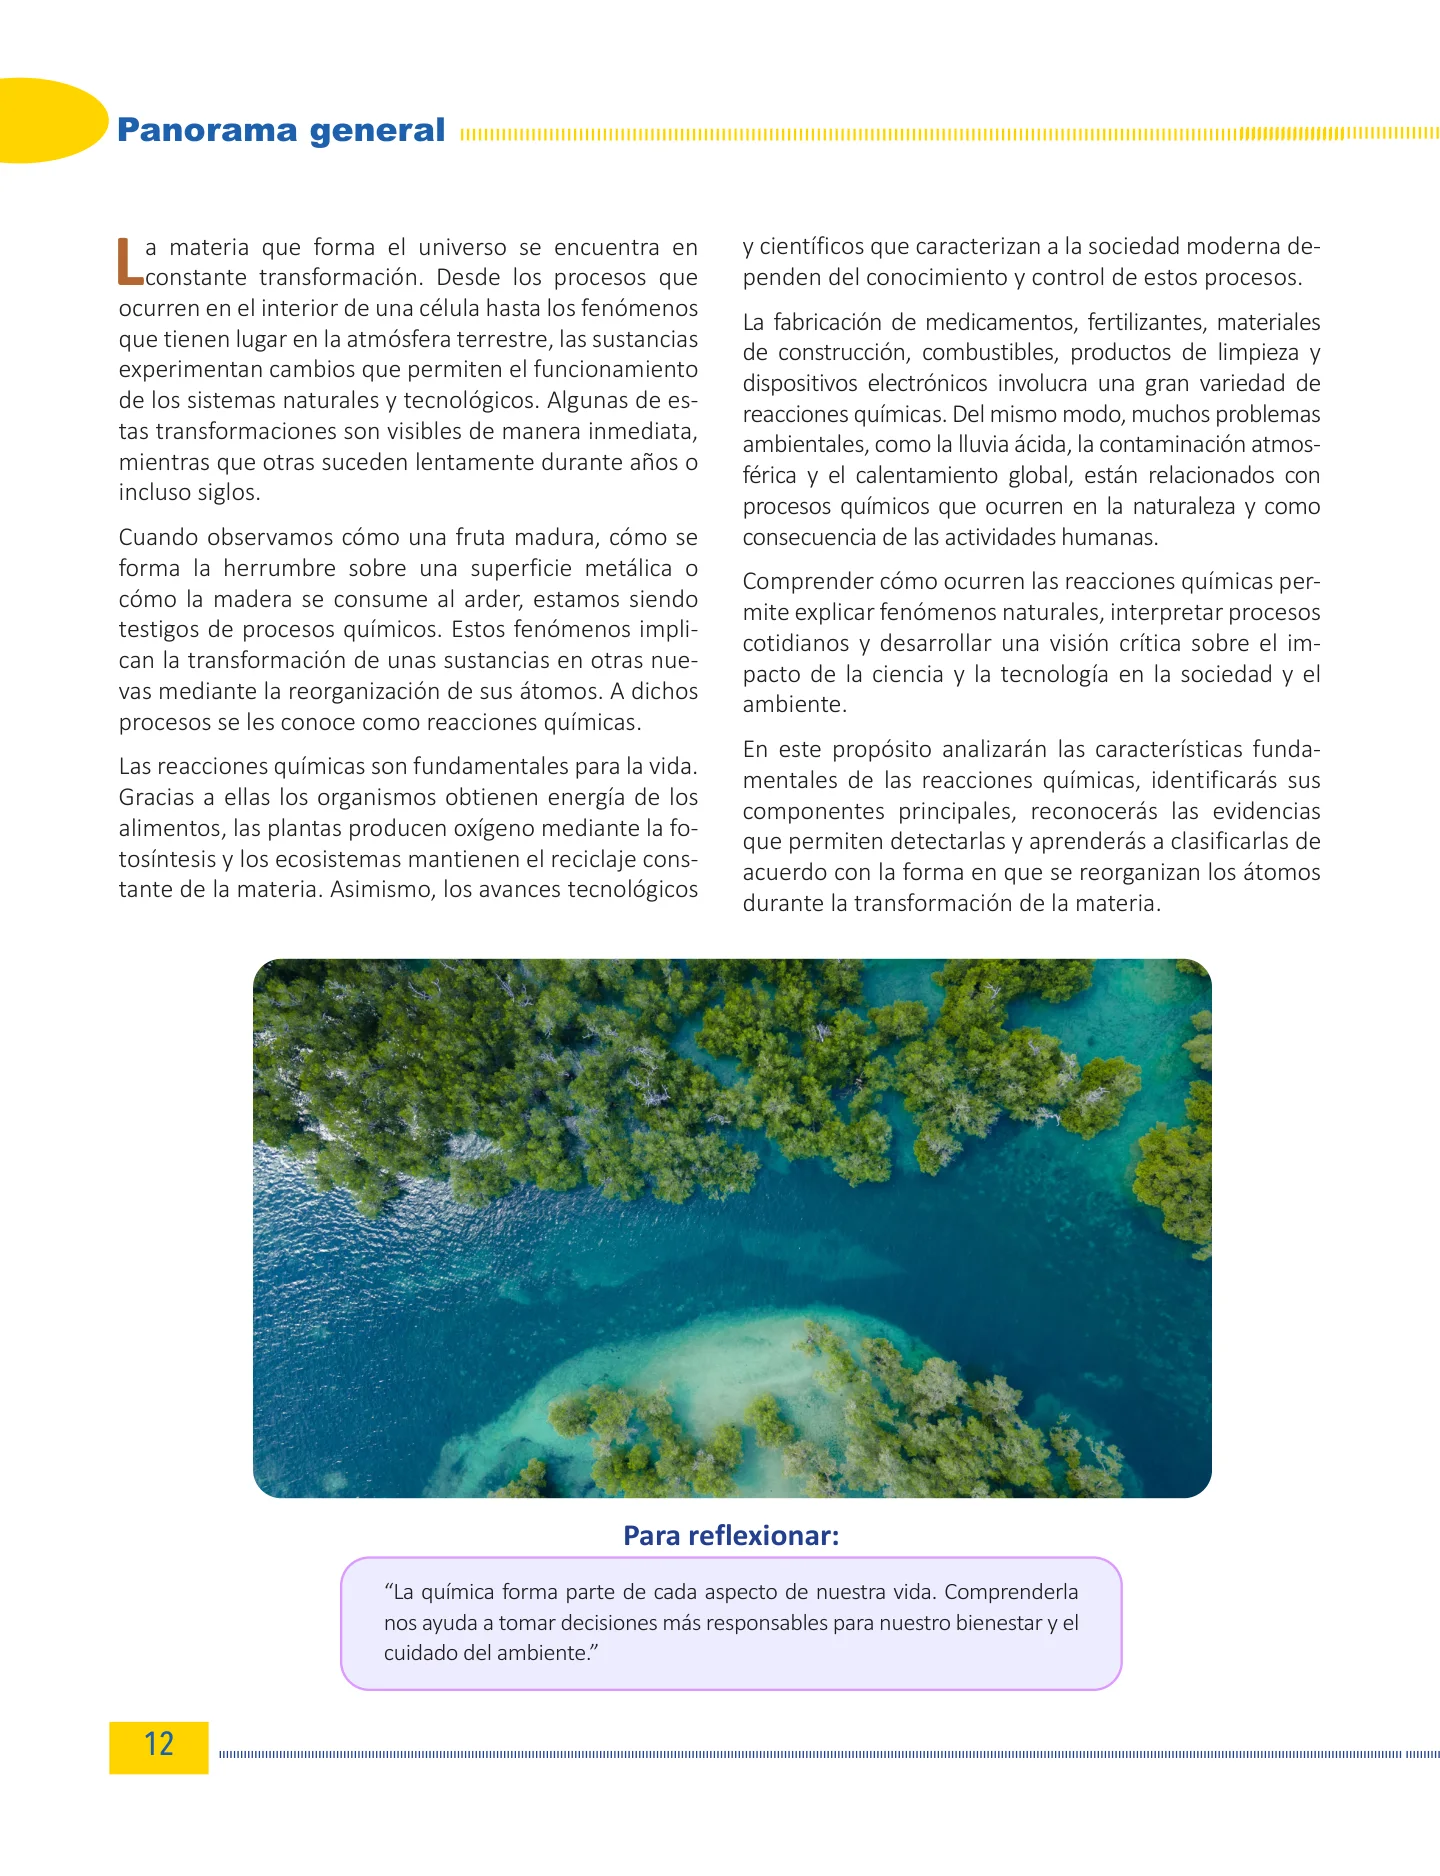 Panorama general
La materia que forma el universo se encuentra en
constante transformación. Desde los procesos que
ocurren en el interior de una célula hasta los fenómenos
que tienen lugar en la atmósfera terrestre, las sustancias
experimentan cambios que permiten el funcionamiento
de los sistemas naturales y tecnológicos. Algunas de es-
tas transformaciones son visibles de manera inmediata,
mientras que otras suceden lentamente durante años o
incluso siglos.
Cuando observamos cómo una fruta madura, cómo se
forma la herrumbre sobre una superficie metálica o
cómo la madera se consume al arder, estamos siendo
testigos de procesos químicos. Estos fenómenos impli-
can la transformación de unas sustancias en otras nue-
vas mediante la reorganización de sus átomos. A dichos
procesos se les conoce como reacciones químicas.
Las reacciones químicas son fundamentales para la vida.
Gracias a ellas los organismos obtienen energía de los
alimentos, las plantas producen oxígeno mediante la fo-
tosíntesis y los ecosistemas mantienen el reciclaje cons-
tante de la materia. Asimismo, los avances tecnológicos
y científicos que caracterizan a la sociedad moderna de-
penden del conocimiento y control de estos procesos.
La fabricación de medicamentos, fertilizantes, materiales
de construcción, combustibles, productos de limpieza y
dispositivos electrónicos involucra una gran variedad de
reacciones químicas. Del mismo modo, muchos problemas
ambientales, como la lluvia ácida, la contaminación atmos-
férica y el calentamiento global, están relacionados con
procesos químicos que ocurren en la naturaleza y como
consecuencia de las actividades humanas.
Comprender cómo ocurren las reacciones químicas per-
mite explicar fenómenos naturales, interpretar procesos
cotidianos y desarrollar una visión crítica sobre el im-
pacto de la ciencia y la tecnología en la sociedad y el
ambiente.
En este propósito analizarán las características funda-
mentales de las reacciones químicas, identificarás sus
componentes principales, reconocerás las evidencias
que permiten detectarlas y aprenderás a clasificarlas de
acuerdo con la forma en que se reorganizan los átomos
durante la transformación de la materia.
Para reflexionar:
“La química forma parte de cada aspecto de nuestra vida. Comprenderla
nos ayuda a tomar decisiones más responsables para nuestro bienestar y el
cuidado del ambiente.”
12